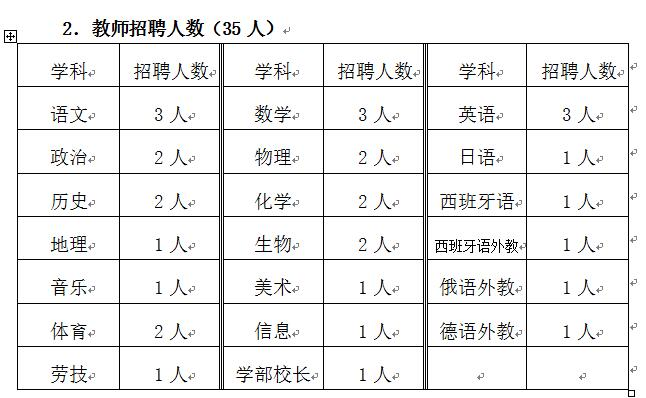 2. 教师招聘人数（35 人）
学科 招聘人数 学科 招聘人数 学科 招聘人数
语文 3 人 数学 3 人 英语 3 人
政治 2 人 物理 2 人 日语 1 人
历史 2 人 化学 2 人 西班牙语 1 人
地理 1 人 生物 2 人 西班牙语外教 1 人
音乐 1 人 美术 1 人 俄语外教 1 人
体育 2 人 信息 1 人 德语外教 1 人
劳技 1 人 学部校长 1 人